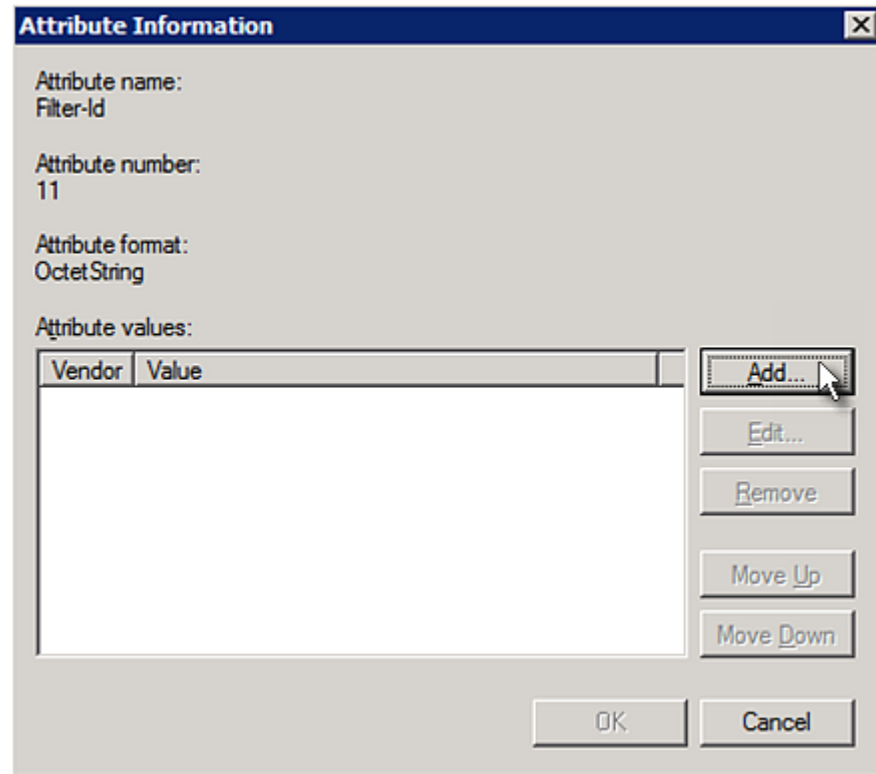 Attribute Information
Attribute name:
Filter-Id
Attribute number:
11
Attribute format:
OctetString
Attribute values:
Vendor Value
Add...
Edit...
Remove
Move Up
Move Down
OK Cancel